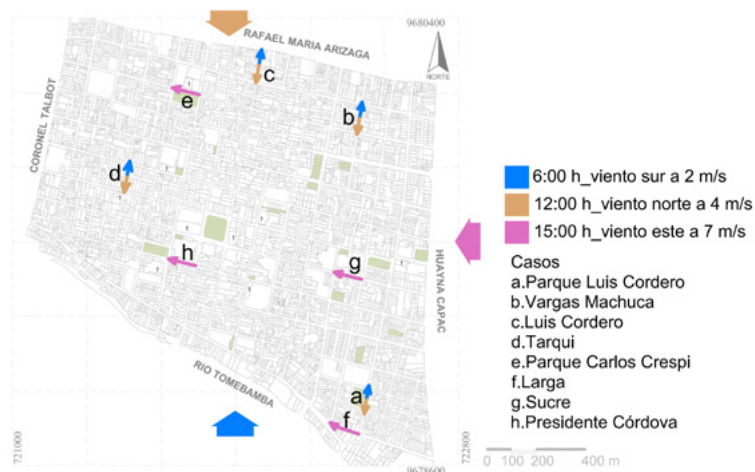 9680400
RAFAEL MARIA ARIZAGA
NORTE
CORONEL TALBOT
c
e
b
d
h
g
HUAYNA CAPAC
RIO TOMEBAMBA
a
f
721000
722800
9678600
6:00 h_viento sur a 2 m/s
12:00 h_viento norte a 4 m/s
15:00 h_viento este a 7 m/s
Casos
a.Parque Luis Cordero
b.Vargas Machuca
c.Luis Cordero
d.Tarqui
e.Parque Carlos Crespi
f.Larga
g.Sucre
h.Presidente Córdova
0 100 200 400 m